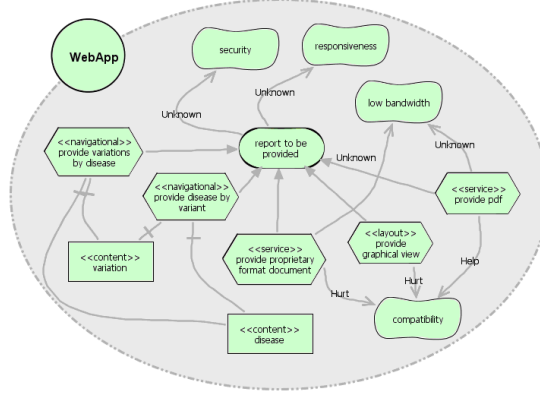 WebApp
security
responsiveness
Unknown
Unknown
low bandwidth
<<navigational>>
provide variations
by disease
report to be
provided
Unknown
Unknown
<<navigational>>
provide disease by
variant
<<service>>
provide pdf
<<content>>
variation
<<service>>
provide proprietary
format document
<<layout>>
provide
graphical view
Help
Hurt
Hurt
compatibility
<<content>>
disease